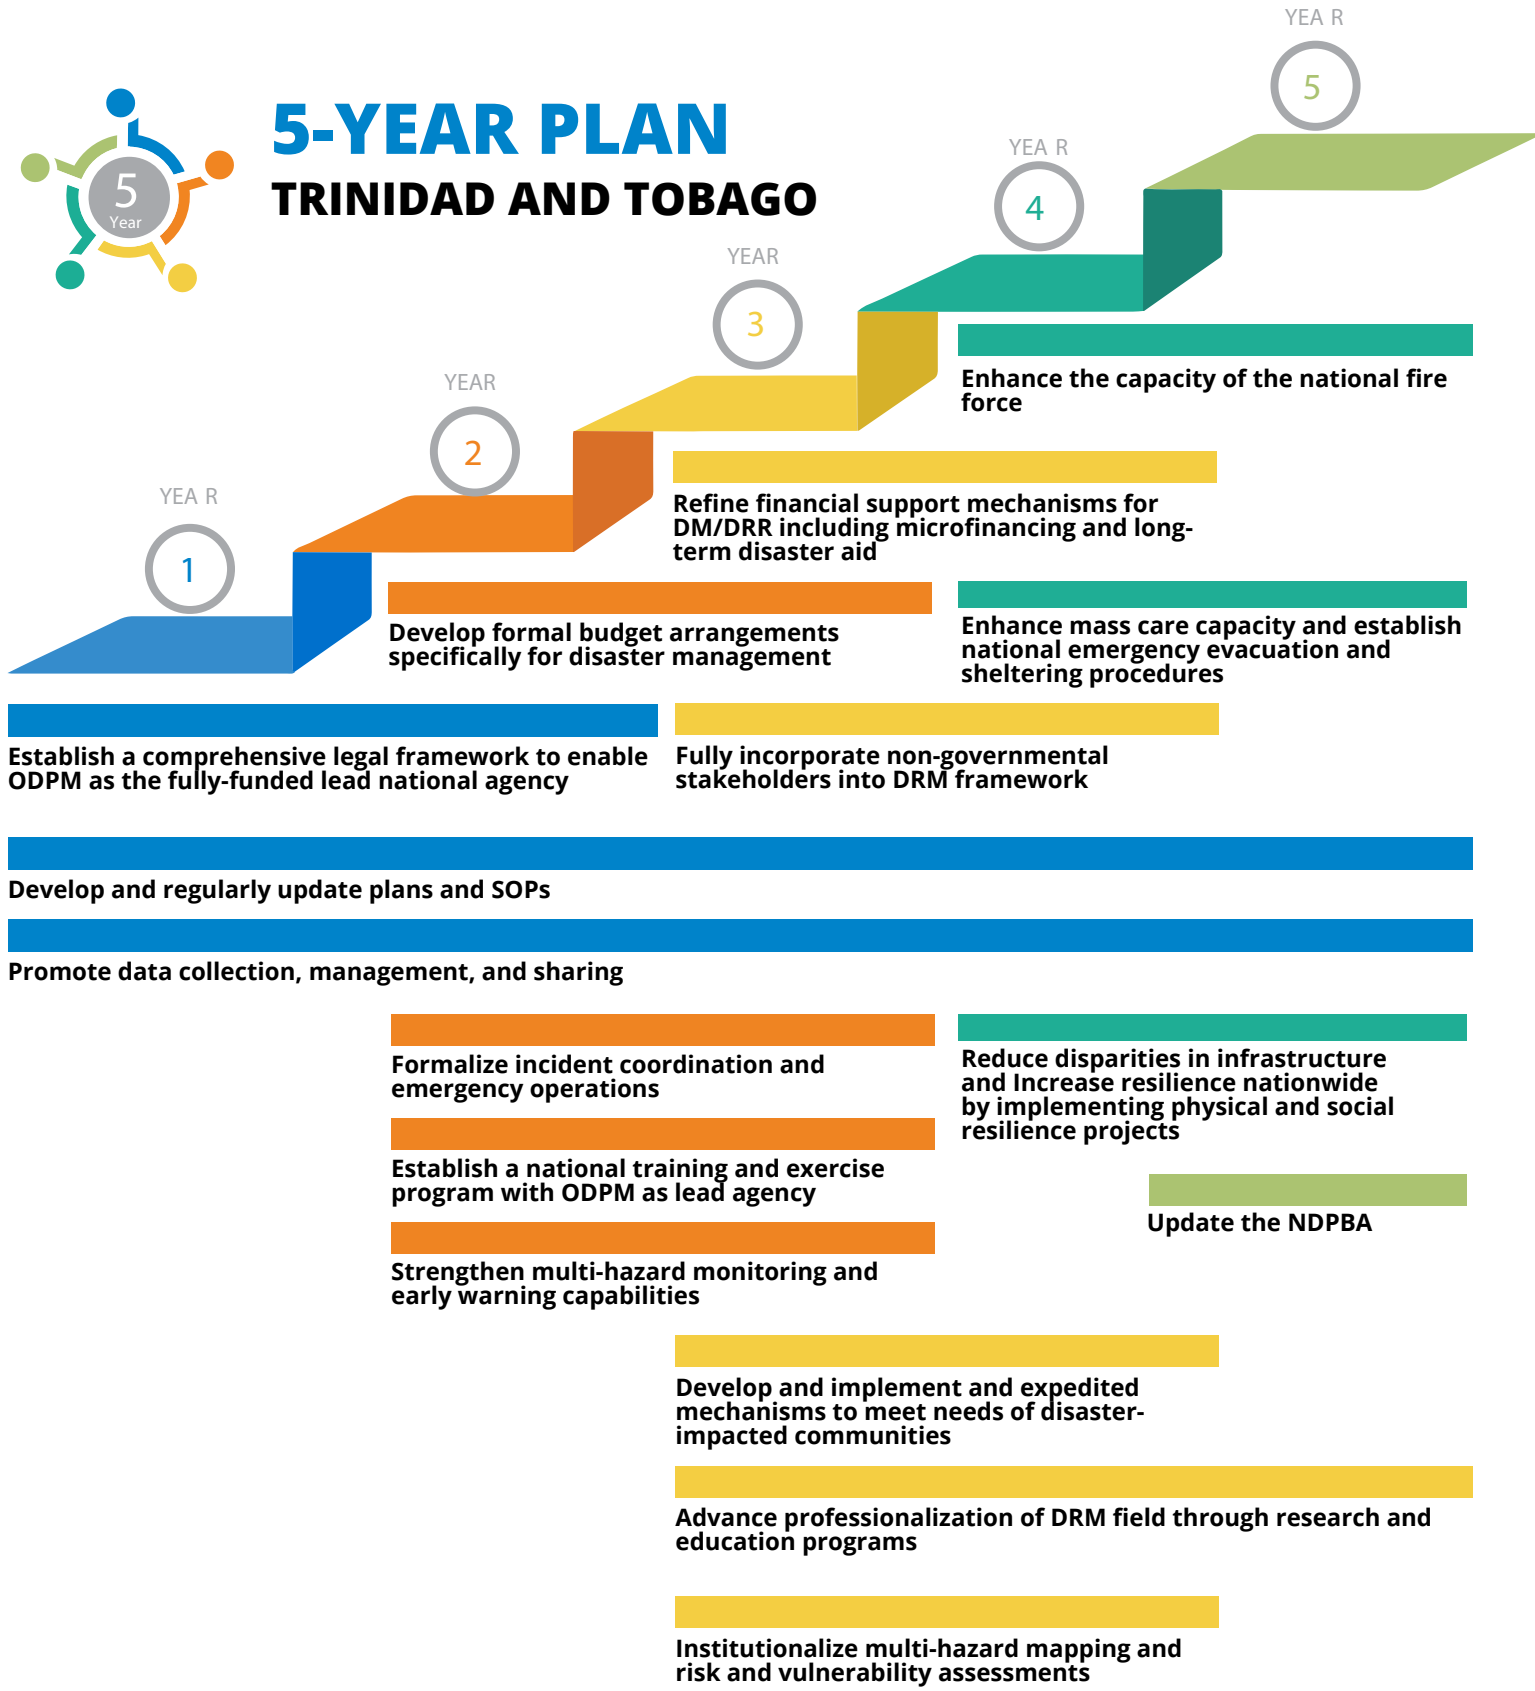 5
Year
5-YEAR PLAN
TRINIDAD AND TOBAGO
YEA R
5
YEA R
4
YEAR
3
YEAR
2
YEA R
1
Enhance the capacity of the national fire
force
Refine financial support mechanisms for
DM/DRR including microfinancing and long-
term disaster aid
Develop formal budget arrangements
specifically for disaster management
Enhance mass care capacity and establish
national emergency evacuation and
sheltering procedures
Establish a comprehensive legal framework to enable
ODPM as the fully-funded lead national agency
Fully incorporate non-governmental
stakeholders into DRM framework
Develop and regularly update plans and SOPs
Promote data collection, management, and sharing
Formalize incident coordination and
emergency operations
Reduce disparities in infrastructure
and Increase resilience nationwide
by implementing physical and social
resilience projects
Establish a national training and exercise
program with ODPM as lead agency
Update the NDPBA
Strengthen multi-hazard monitoring and
early warning capabilities
Develop and implement and expedited
mechanisms to meet needs of disaster-
impacted communities
Advance professionalization of DRM field through research and
education programs
Institutionalize multi-hazard mapping and
risk and vulnerability assessments